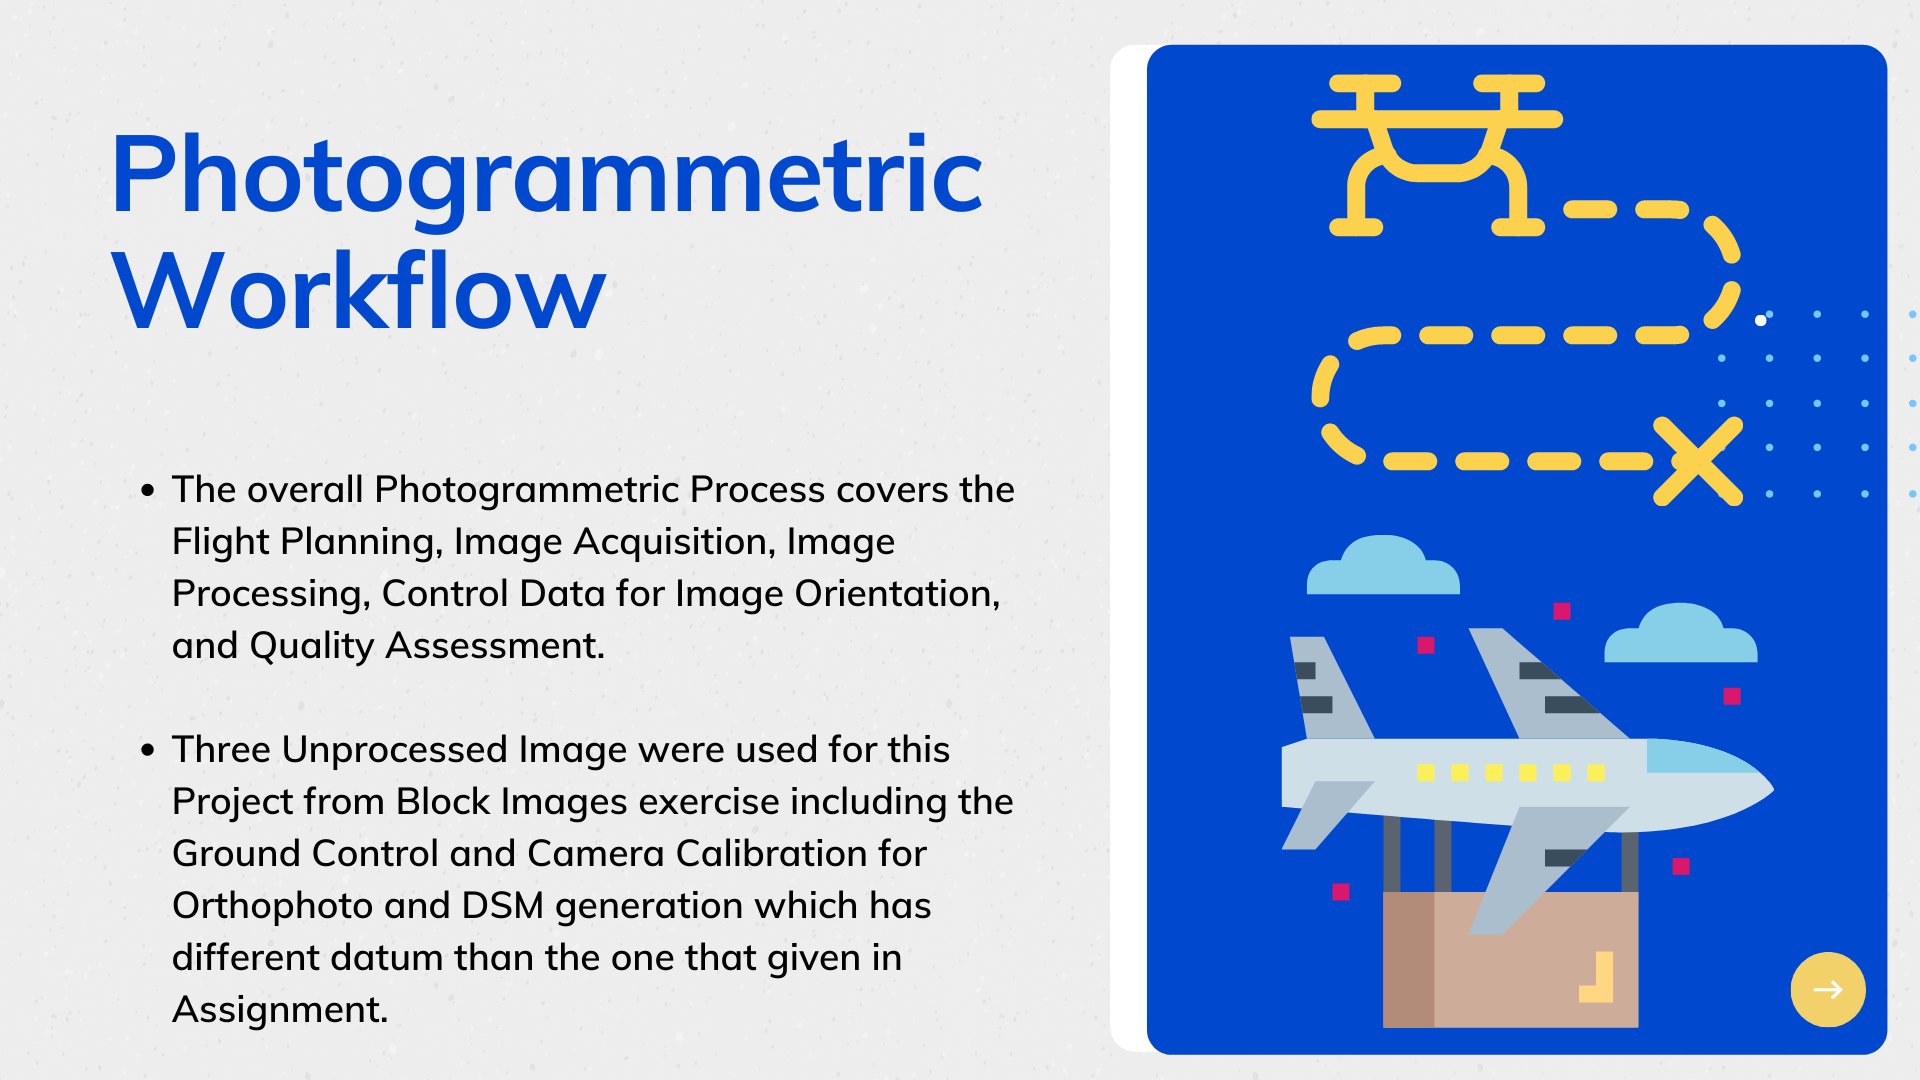 Photogrammetric
Workflow
• The overall Photogrammetric Process covers the
Flight Planning, Image Acquisition, Image
Processing, Control Data for Image Orientation,
and Quality Assessment.
• Three Unprocessed Image were used for this
Project from Block Images exercise including the
Ground Control and Camera Calibration for
Orthophoto and DSM generation which has
different datum than the one that given in
Assignment.